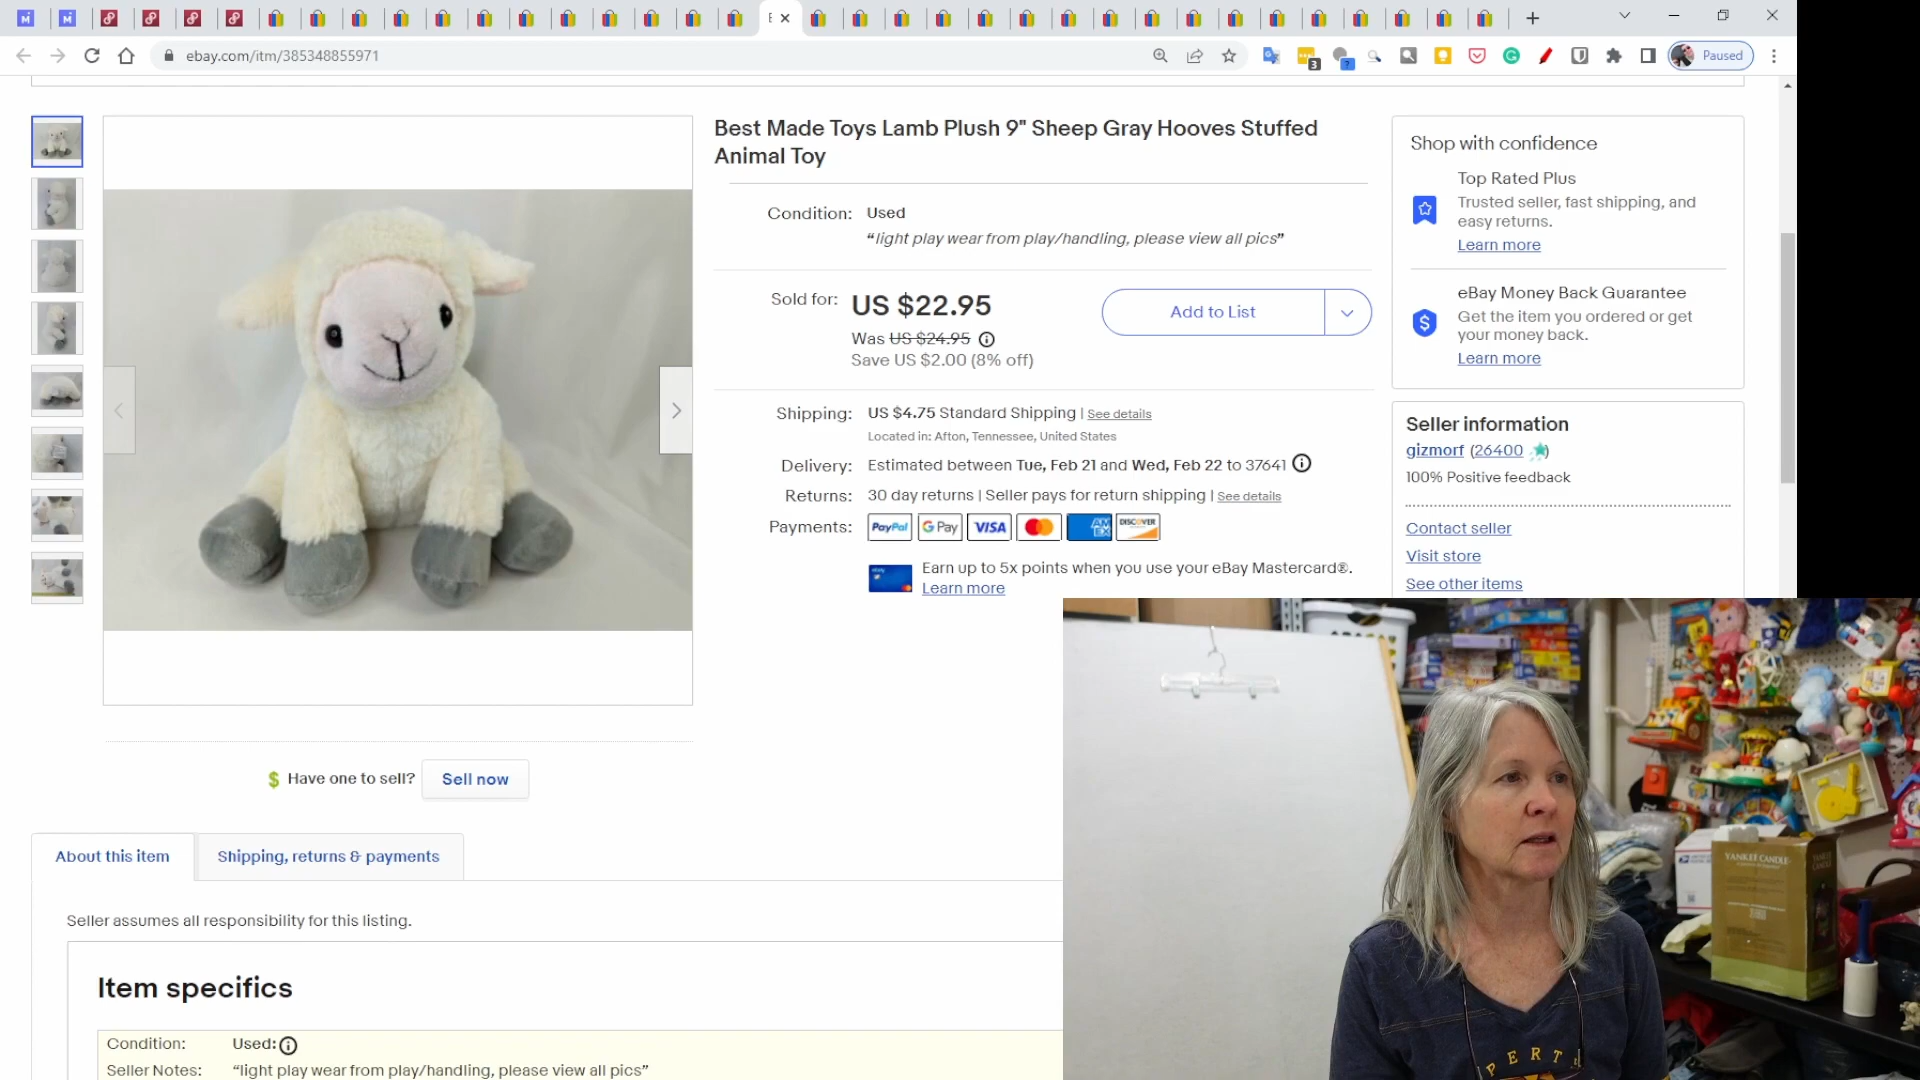 ebay.com/itm/385348855971
Paused
Best Made Toys Lamb Plush 9" Sheep Gray Hooves Stuffed
Animal Toy
Condition: Used
“light play wear from play/handling, please view all pics”
Sold for: US $22.95
Was US $24.95
Save US $2.00 (8% off)
Add to List
Shipping: US $4.75 Standard Shipping | See details
Located in: Afton, Tennessee, United States
Delivery: Estimated between Tue, Feb 21 and Wed, Feb 22 to 37641
Returns: 30 day returns | Seller pays for return shipping | See details
Payments: PayPal G Pay VISA AM EX DISCOVER
Earn up to 5x points when you use your eBay Mastercard®.
Learn more
Shop with confidence
Top Rated Plus
Trusted seller, fast shipping, and
easy returns.
Learn more
eBay Money Back Guarantee
Get the item you ordered or get
your money back.
Learn more
Seller information
gizmorf (26400)
100% Positive feedback
Contact seller
Visit store
See other items
$ Have one to sell? Sell now
About this item
Shipping, returns & payments
Seller assumes all responsibility for this listing.
Item specifics
Condition: Used:
Seller Notes: “light play wear from play/handling, please view all pics”
YANKEE CANDLE
PERT